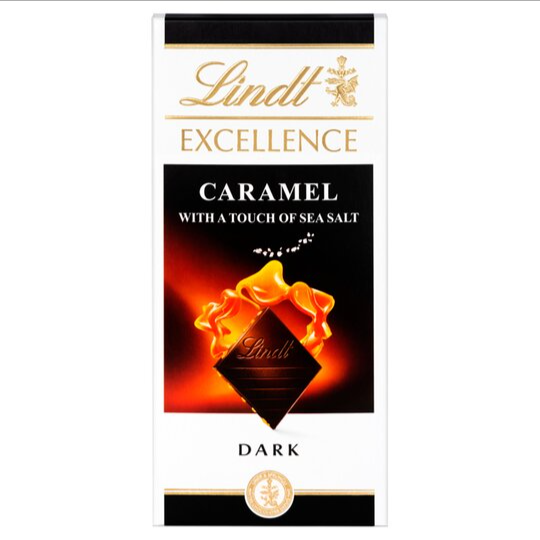 Lindt
EXCELLENCE
CARAMEL
WITH A TOUCH OF SEA SALT
Lindt
DARK